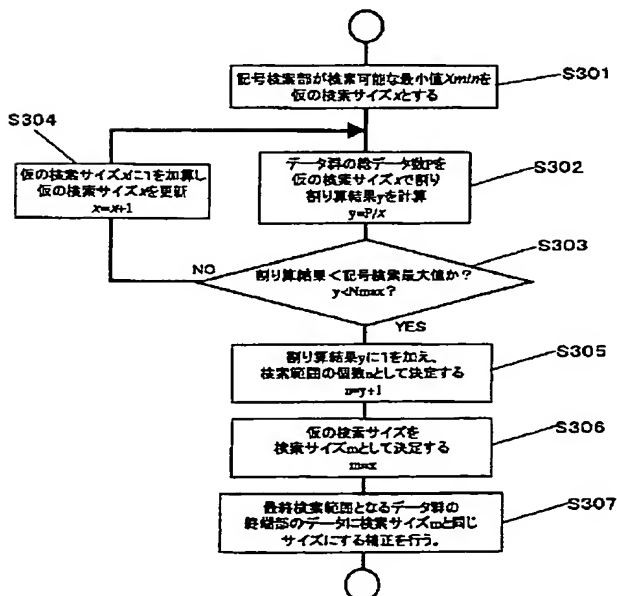 記号検索部が検索可能な最小値Xminを
仮の検索サイズxとする
S301
S304
仮の検索サイズxに1を加算し
仮の検索サイズxを更新
x=x+1
データ群の総データ数Pを
仮の検索サイズxで割り
割り算結果yを計算
y=P/x
S302
S303
NO
割り算結果<記号検索最大値か?
y<Nmax?
YES
割り算結果yに1を加え、
検索範囲の個数nとして決定する
n=y+1
S305
仮の検索サイズを
検索サイズmとして決定する
m=x
S306
最終検索範囲となるデータ群の
終端部のデータに検索サイズmと同じ
サイズにする補正を行う。
S307